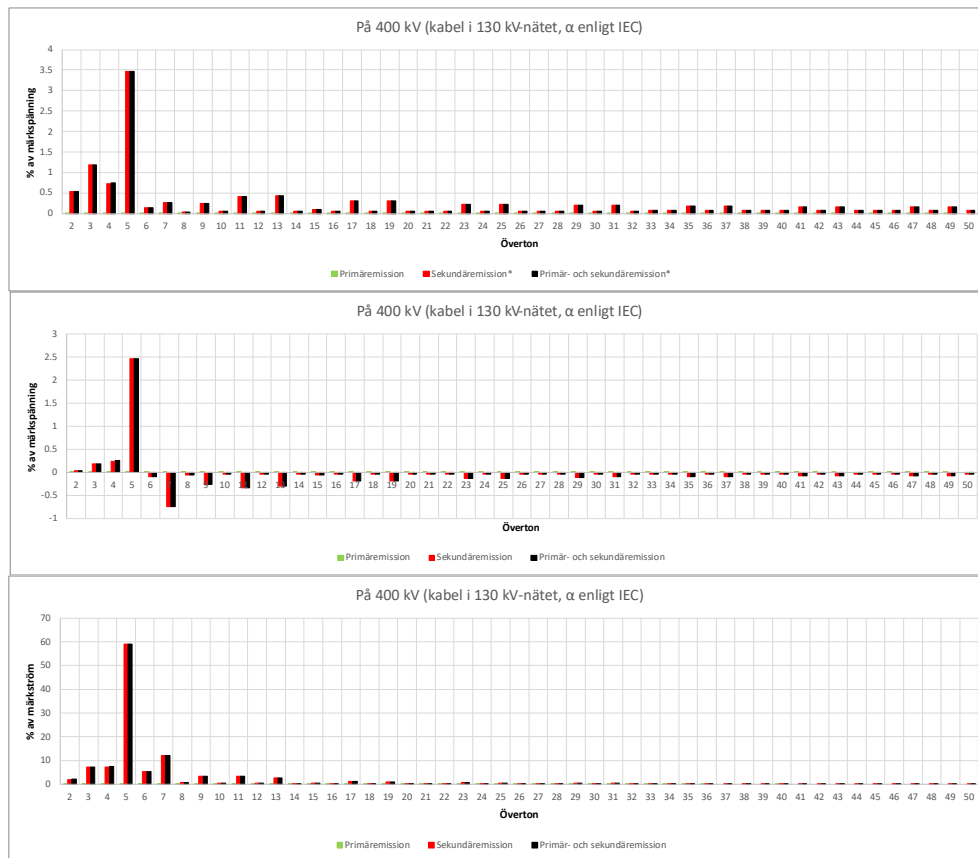 På 400 kV (kabel i 130 kV-nätet, α enligt IEC)
% av märkspänning
4
3.5
3
2.5
2
1.5
1
0.5
0
2 3 4 5 6 7 8 9 10 11 12 13 14 15 16 17 18 19 20 21 22 23 24 25 26 27 28 29 30 31 32 33 34 35 36 37 38 39 40 41 42 43 44 45 46 47 48 49 50
Överton
Primäremission Sekundäremission* Primär- och sekundäremission*
På 400 kV (kabel i 130 kV-nätet, α enligt IEC)
% av märkspänning
3
2.5
2
1.5
1
0.5
0
-0.5
-1
2 3 4 5 6 7 8 9 10 11 12 13 14 15 16 17 18 19 20 21 22 23 24 25 26 27 28 29 30 31 32 33 34 35 36 37 38 39 40 41 42 43 44 45 46 47 48 49 50
Överton
Primäremission Sekundäremission Primär- och sekundäremission
På 400 kV (kabel i 130 kV-nätet, α enligt IEC)
% av märkström
70
60
50
40
30
20
10
0
2 3 4 5 6 7 8 9 10 11 12 13 14 15 16 17 18 19 20 21 22 23 24 25 26 27 28 29 30 31 32 33 34 35 36 37 38 39 40 41 42 43 44 45 46 47 48 49 50
Överton
Primäremission Sekundäremission Primär- och sekundäremission